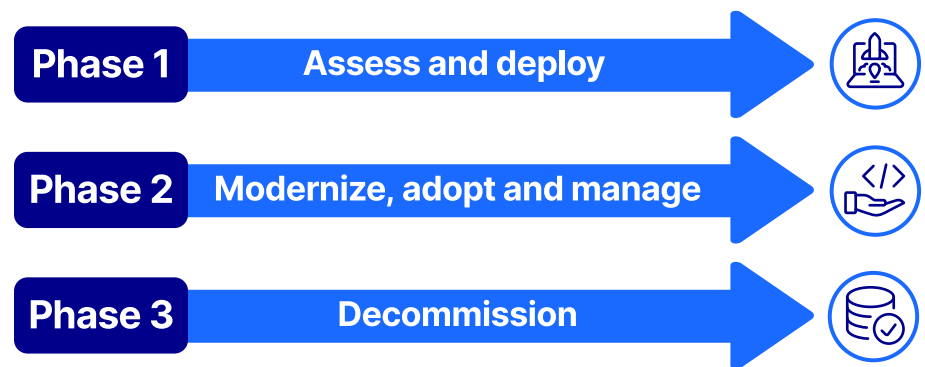 Phase 1 Assess and deploy
Phase 2 Modernize, adopt and manage
Phase 3 Decommission